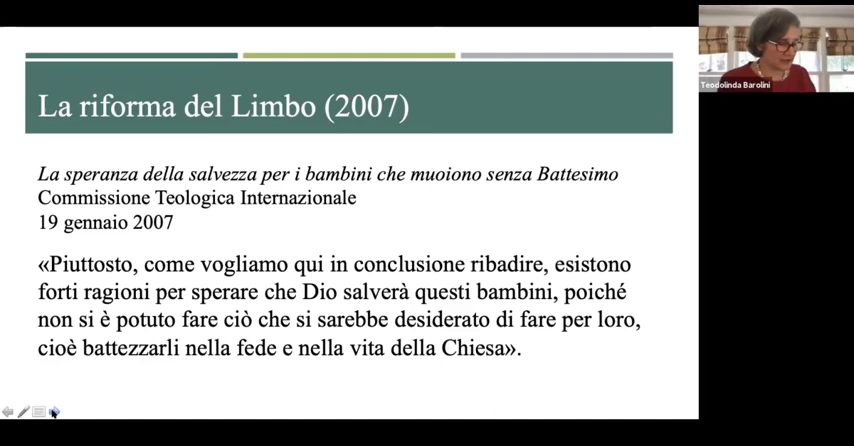 La riforma del Limbo (2007)
La speranza della salvezza per i bambini che muoiono senza Battesimo
Commissione Teologica Internazionale
19 gennaio 2007
«Piuttosto, come vogliamo qui in conclusione ribadire, esistono
forti ragioni per sperare che Dio salverà questi bambini, poiché
non si è potuto fare ciò che si sarebbe desiderato di fare per loro,
cioè battezzarli nella fede e nella vita della Chiesa».
Teodolinda Barolini